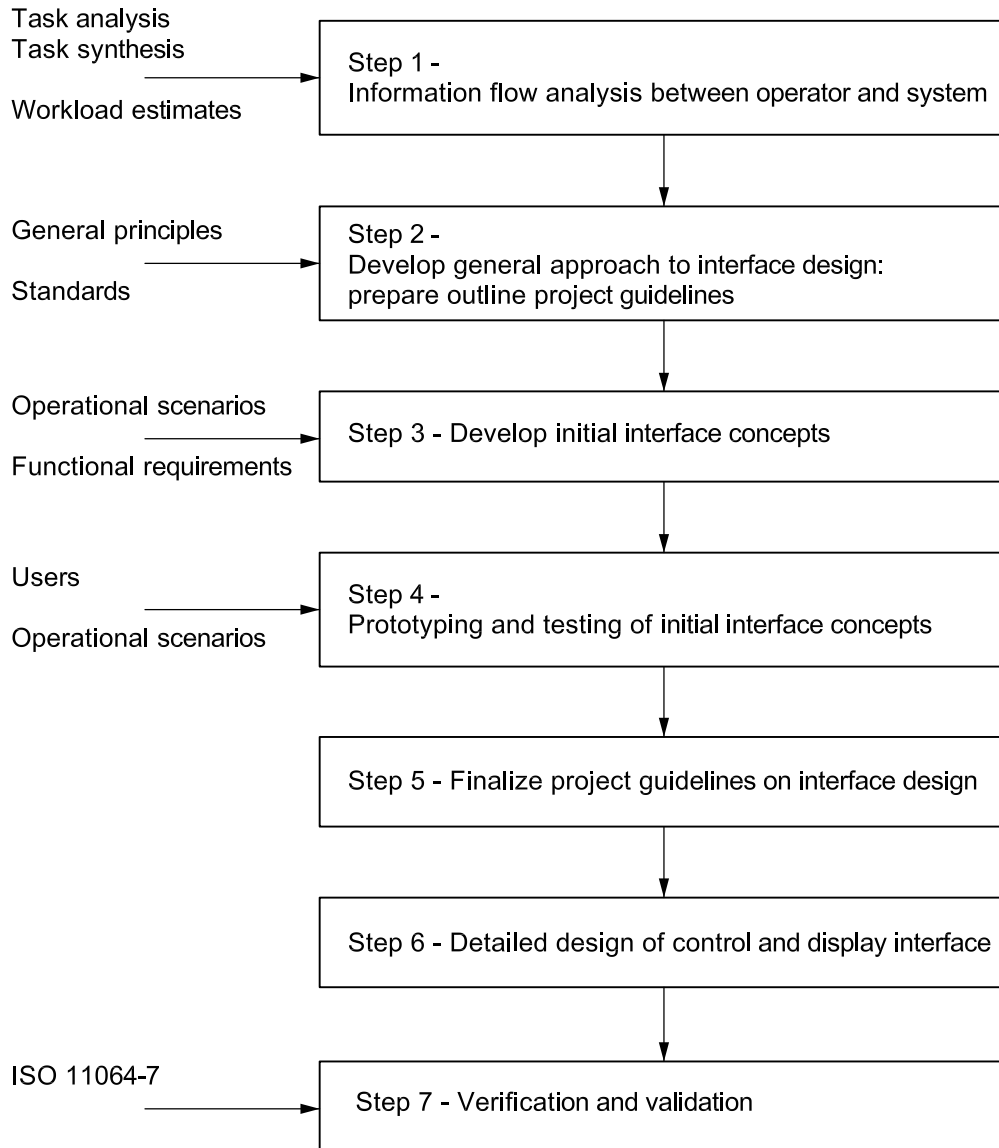 Task analysis
Task synthesis
Workload estimates
Step 1 -
Information flow analysis between operator and system
General principles
Standards
Step 2 -
Develop general approach to interface design:
prepare outline project guidelines
Operational scenarios
Functional requirements
Step 3 - Develop initial interface concepts
Users
Operational scenarios
Step 4 -
Prototyping and testing of initial interface concepts
Step 5 - Finalize project guidelines on interface design
Step 6 - Detailed design of control and display interface
ISO 11064-7
Step 7 - Verification and validation